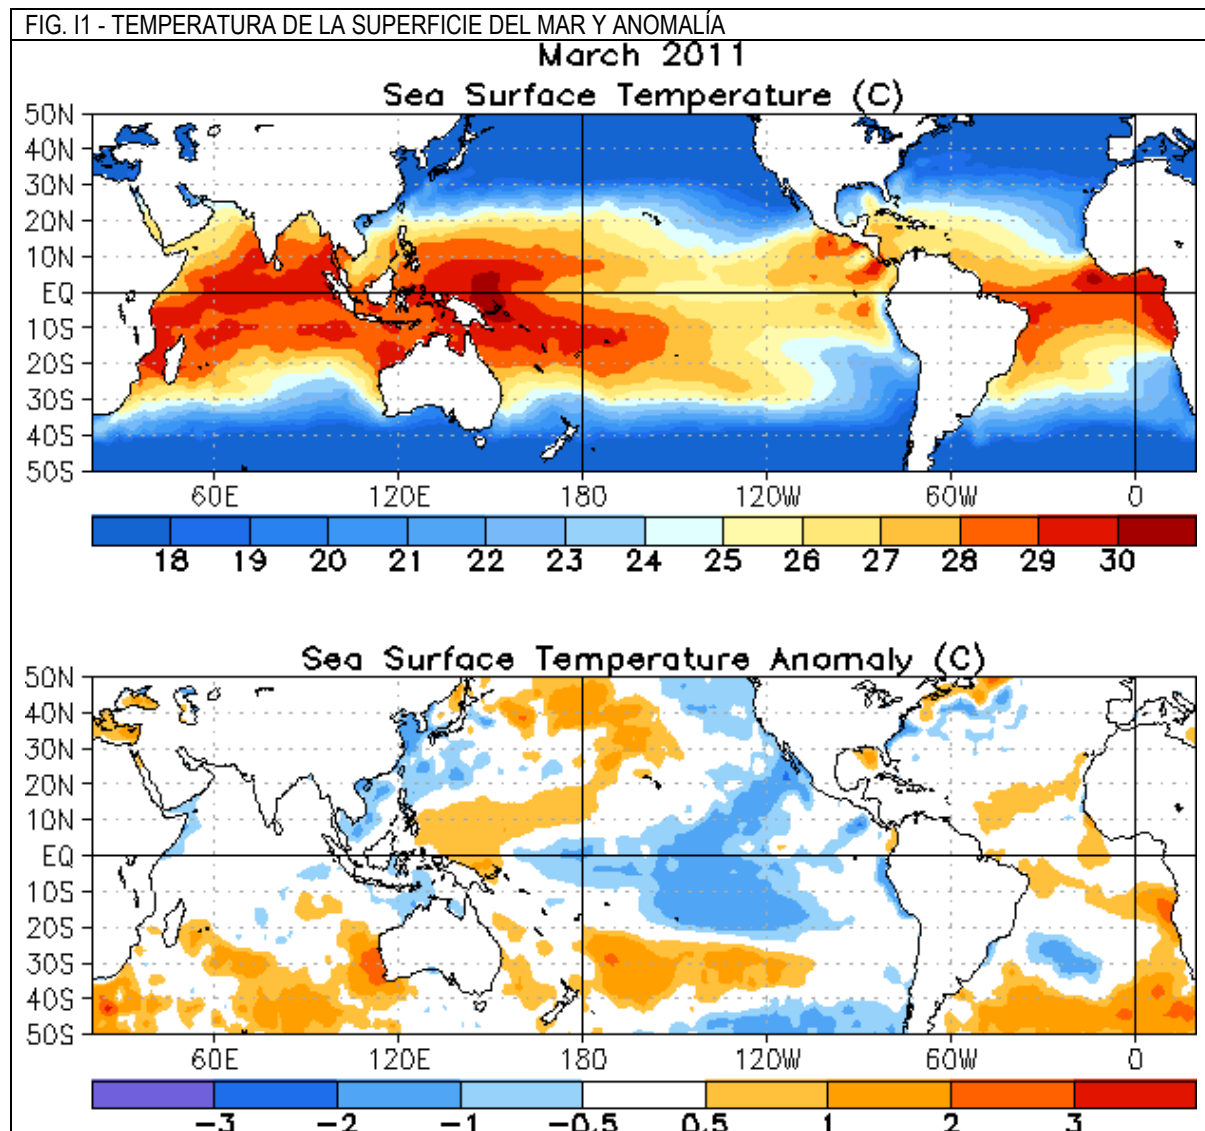 FIG. I1 - TEMPERATURA DE LA SUPERFICIE DEL MAR Y ANOMALÍA
March 2011
Sea Surface Temperature (C)
50N
40N
30N
20N
10N
EQ
10S
20S
30S
40S
50S
60E 120E 180 120W 60W 0
18 19 20 21 22 23 24 25 26 27 28 29 30
Sea Surface Temperature Anomaly (C)
50N
40N
30N
20N
10N
EQ
10S
20S
30S
40S
50S
60E 120E 180 120W 60W 0
-3 -2 -1 -0.5 0.5 1 2 3